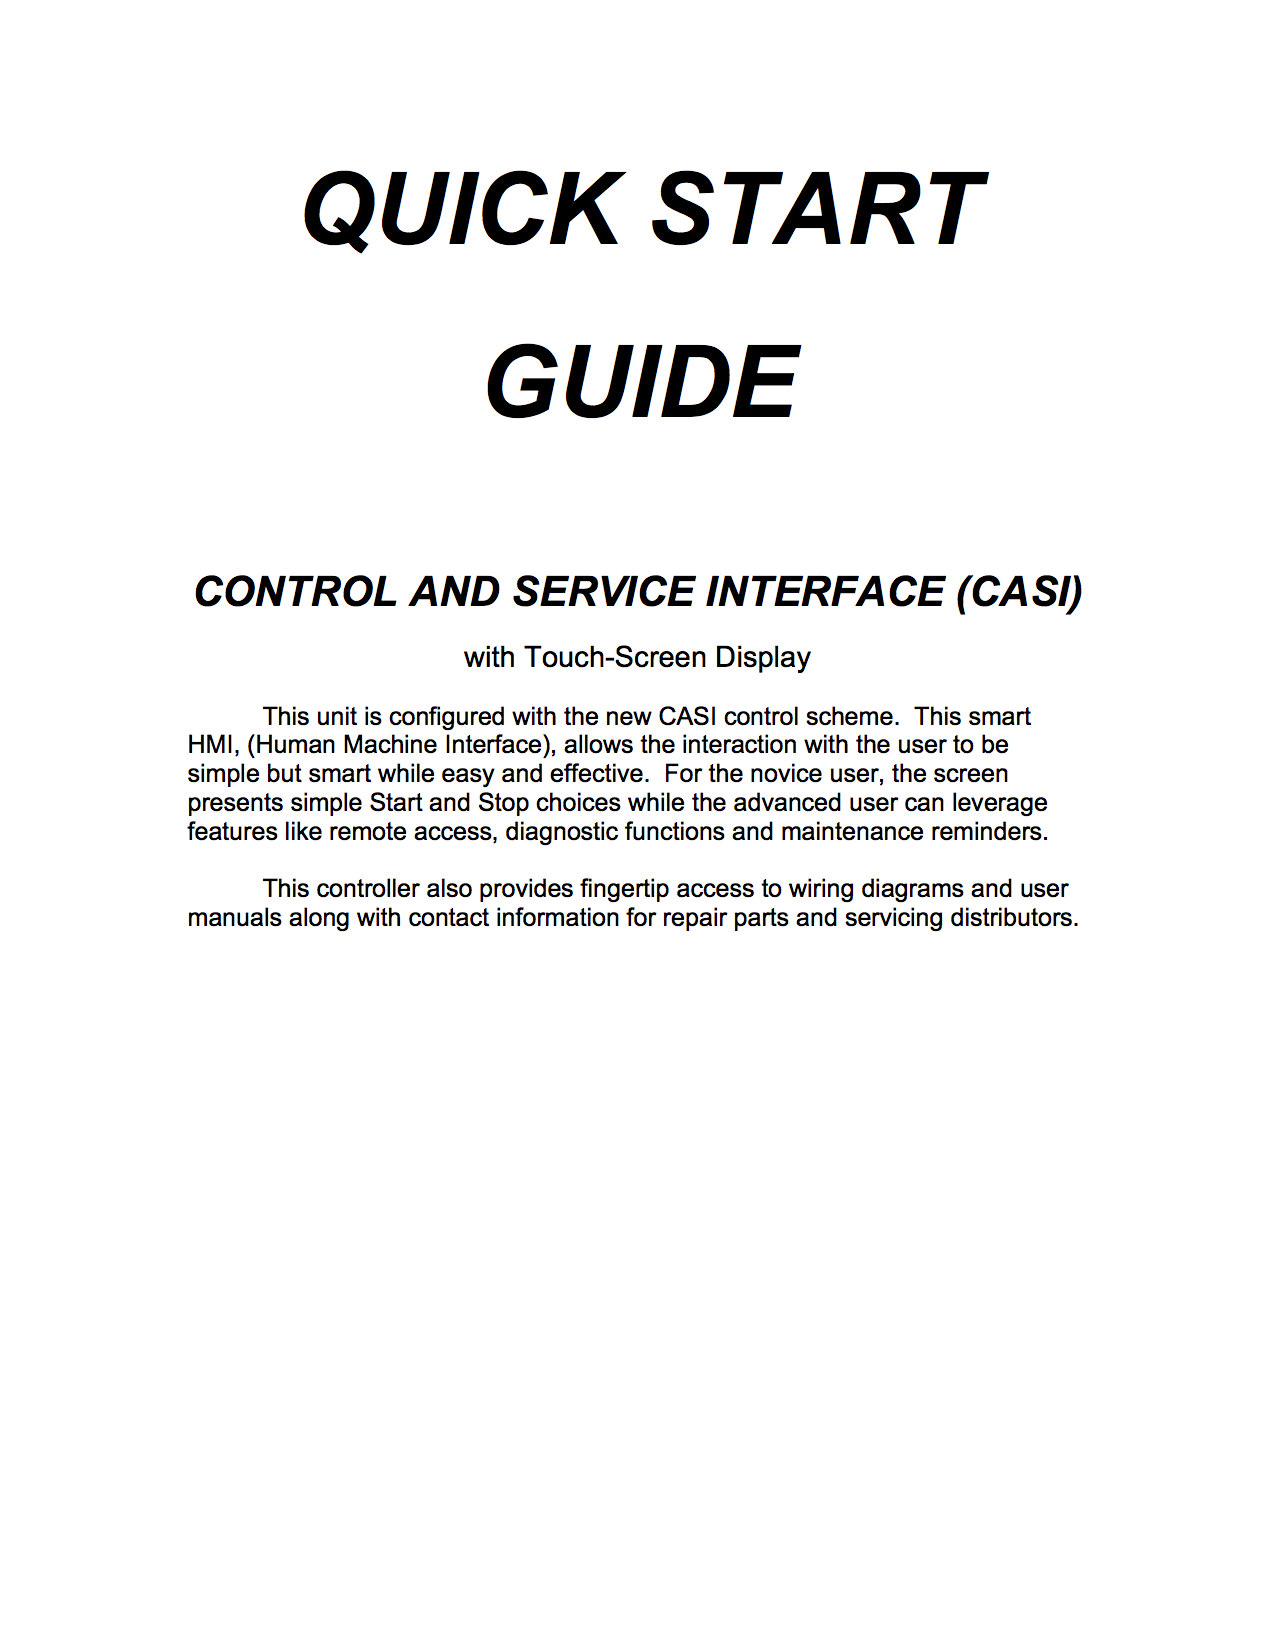 QUICK START
GUIDE
CONTROL AND SERVICE INTERFACE (CASI)
with Touch-Screen Display
This unit is configured with the new CASI control scheme.  This smart
HMI, (Human Machine Interface), allows the interaction with the user to be
simple but smart while easy and effective.  For the novice user, the screen
presents simple Start and Stop choices while the advanced user can leverage
features like remote access, diagnostic functions and maintenance reminders.
This controller also provides fingertip access to wiring diagrams and user
manuals along with contact information for repair parts and servicing distributors.